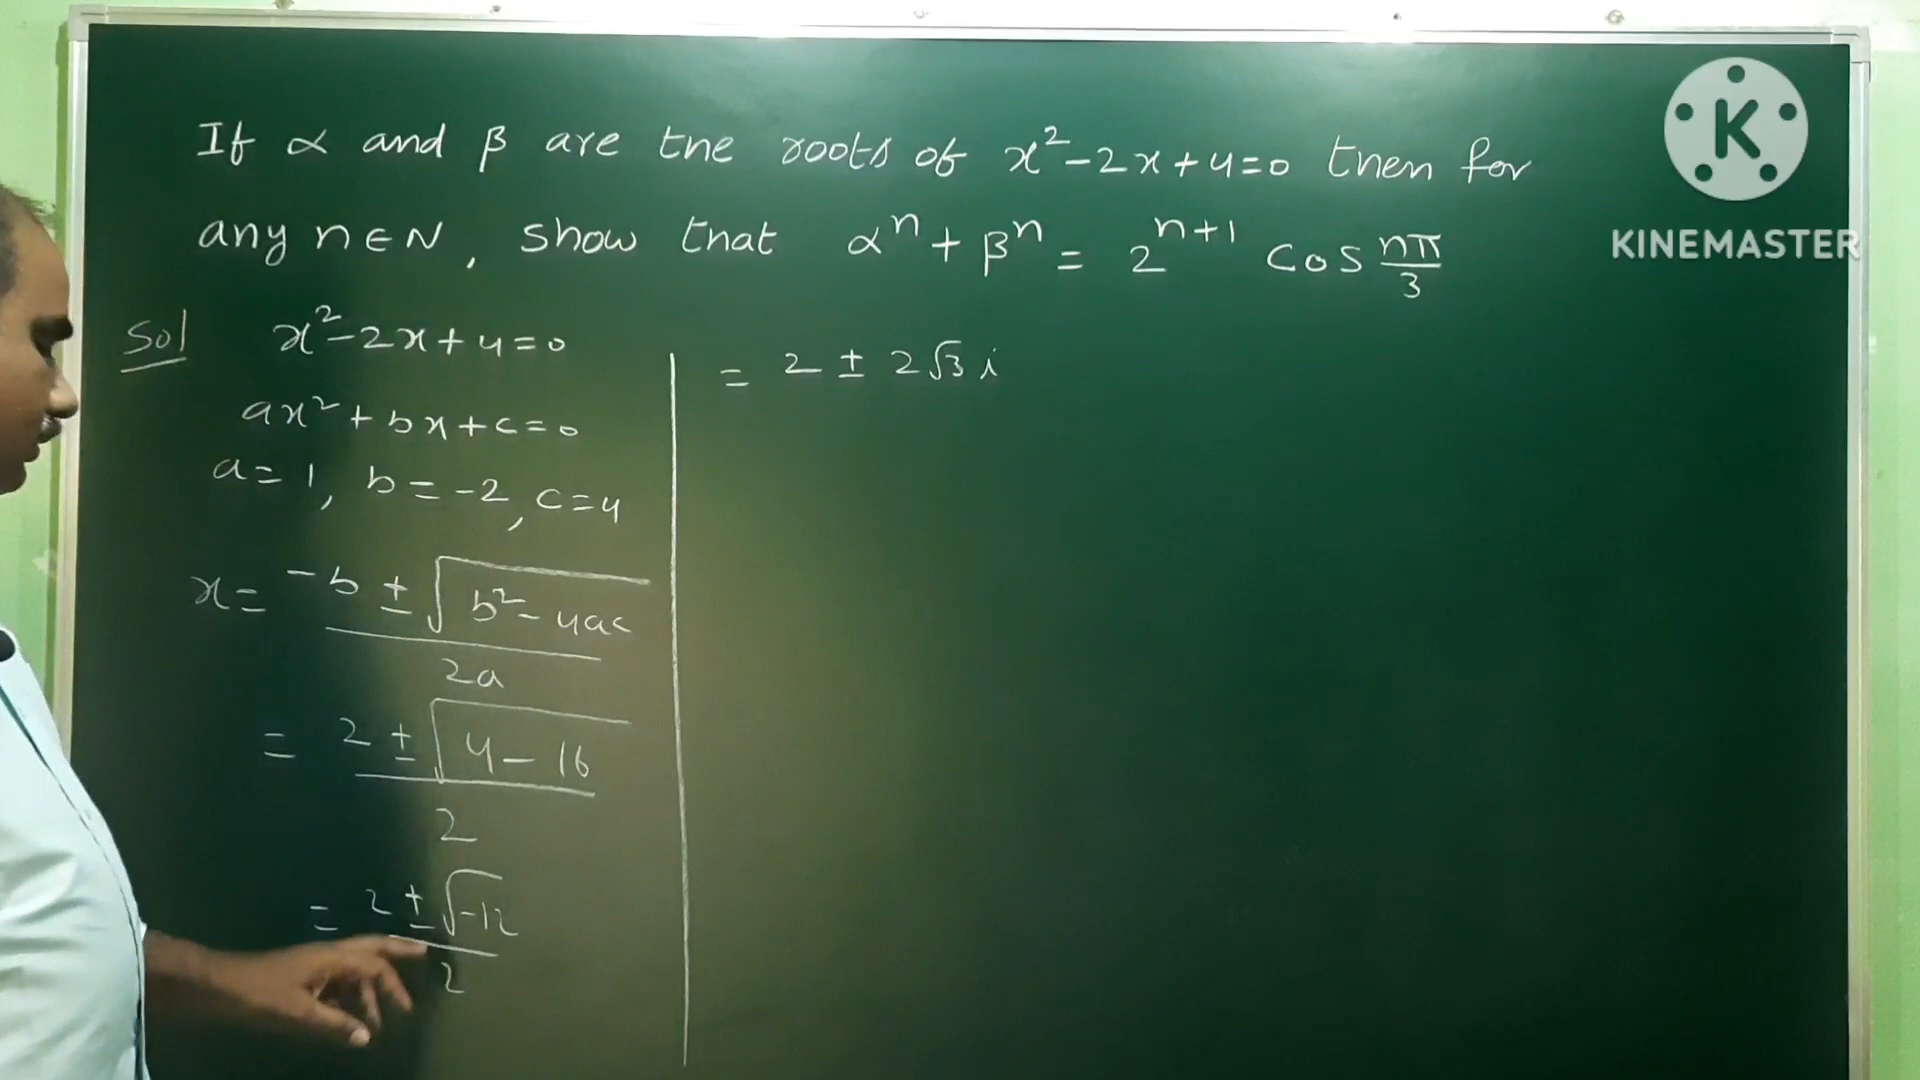 If α and β are the roots of x²-2x+4=0 then for
any n∈N, show that αⁿ+βⁿ = 2ⁿ⁺¹ cos nπ/3
Sol x²-2x+4=0
ax²+bx+c=0
a=1, b=-2, c=4
x= -b ± √b²-4ac / 2a
= 2 ± √4-16 / 2
= 2 ± √-12 / 2
= 2 ± 2√3 i
K
KINEMASTER